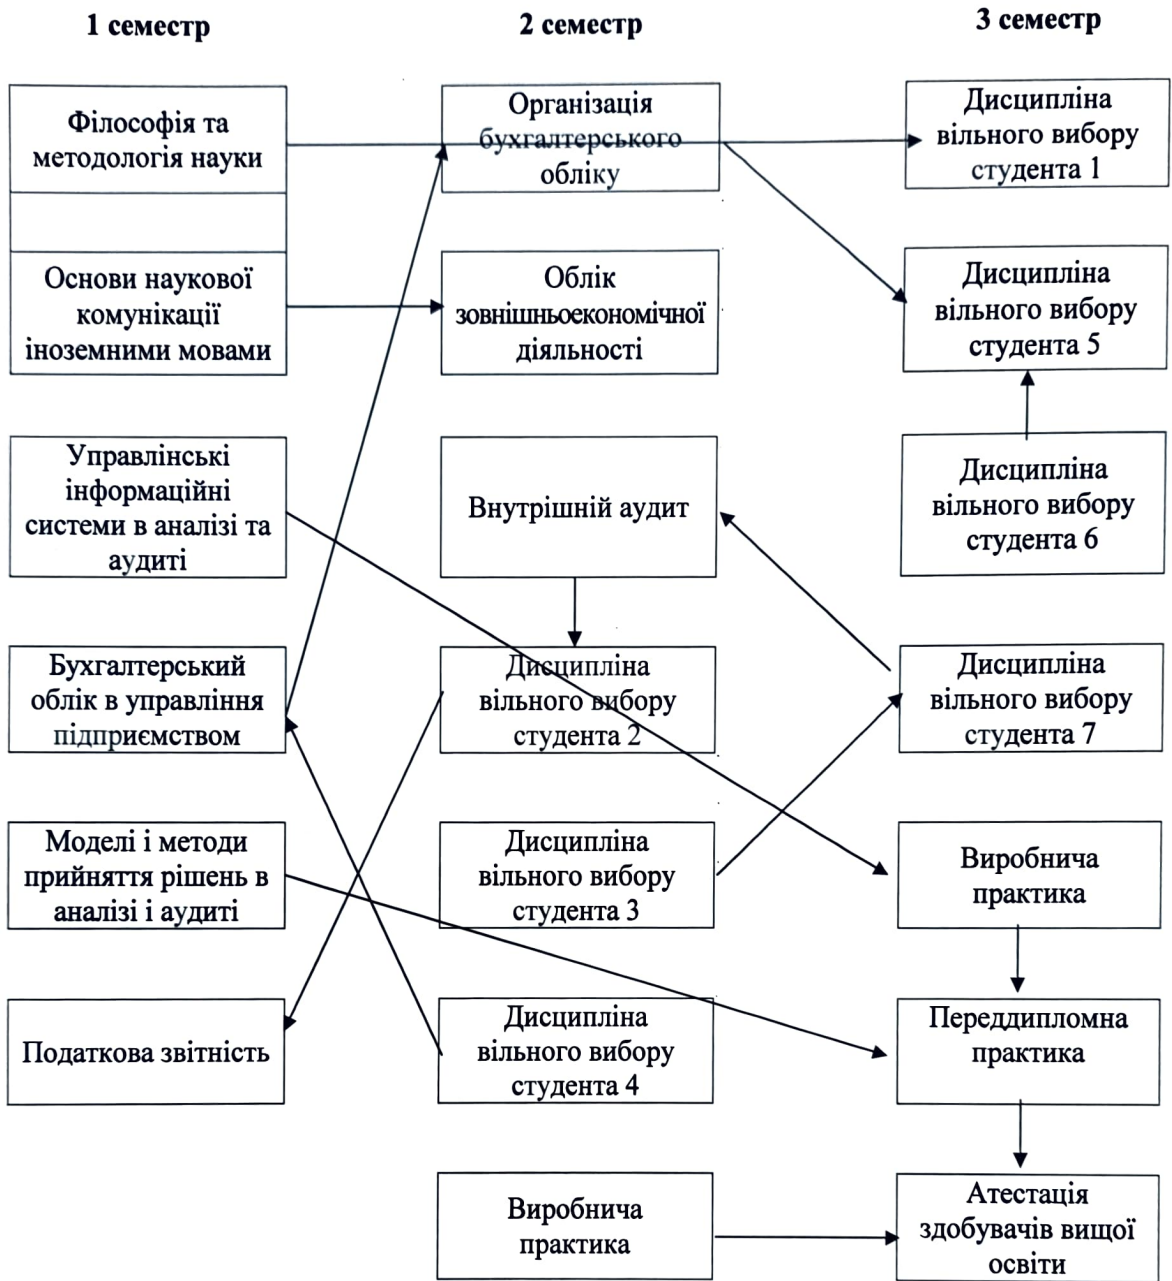 1 семестр
2 семестр
3 семестр
Філософія та
методологія науки
Організація
бухгалтерського
обліку
Дисципліна
вільного вибору
студента 1
Основи наукової
комунікації
іноземними мовами
Облік
зовнішньоекономічної
діяльності
Дисципліна
вільного вибору
студента 5
Управлінські
інформаційні
системи в аналізі та
аудиті
Внутрішній аудит
Дисципліна
вільного вибору
студента 6
Бухгалтерський
облік в управління
підприємством
Дисципліна
вільного вибору
студента 2
Дисципліна
вільного вибору
студента 7
Моделі і методи
прийняття рішень в
аналізі і аудиті
Дисципліна
вільного вибору
студента 3
Виробнича
практика
Податкова звітність
Дисципліна
вільного вибору
студента 4
Переддипломна
практика
Виробнича
практика
Атестація
здобувачів вищої
освіти